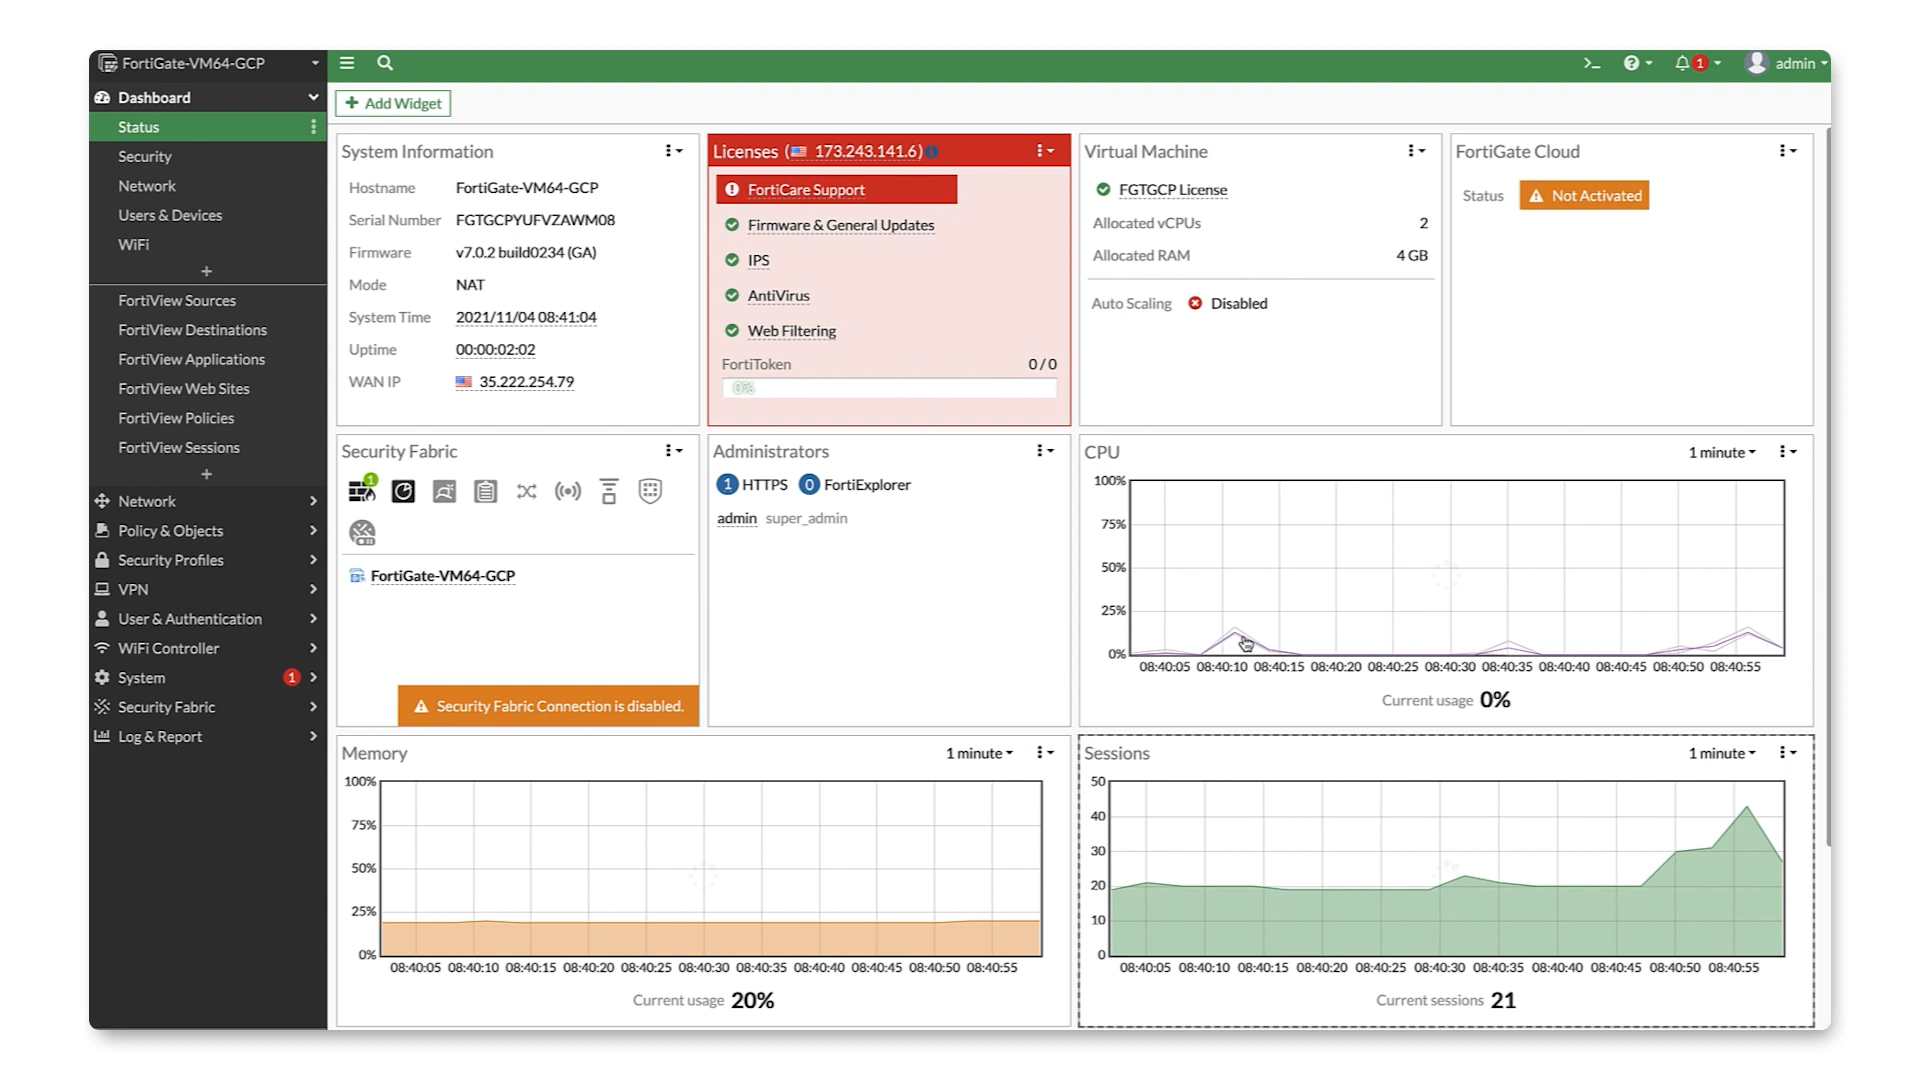 FortiGate-VM64-GCP
1
admin
Dashboard
Status
Security
Network
Users & Devices
WiFi
+
FortiView Sources
FortiView Destinations
FortiView Applications
FortiView Web Sites
FortiView Policies
FortiView Sessions
+
Network
Policy & Objects
Security Profiles
VPN
User & Authentication
WiFi Controller
System 1
Security Fabric
Log & Report
+ Add Widget
System Information
Hostname FortiGate-VM64-GCP
Serial Number FGTGCPYUFVZAWM08
Firmware v7.0.2 build0234 (GA)
Mode NAT
System Time 2021/11/04 08:41:04
Uptime 00:00:02:02
WAN IP 35.222.254.79
Licenses ( 173.243.141.6)
FortiCare Support
Firmware & General Updates
IPS
AntiVirus
Web Filtering
FortiToken 0 / 0
0%
Virtual Machine
FGTGCP License
Allocated vCPUs 2
Allocated RAM 4 GB
Auto Scaling Disabled
FortiGate Cloud
Status Not Activated
Security Fabric
1
FortiGate-VM64-GCP
Security Fabric Connection is disabled.
Administrators
1 HTTPS 0 FortiExplorer
admin super_admin
CPU 1 minute
100%
75%
50%
25%
0%
08:40:05 08:40:10 08:40:15 08:40:20 08:40:25 08:40:30 08:40:35 08:40:40 08:40:45 08:40:50 08:40:55
Current usage 0%
Memory 1 minute
100%
75%
50%
25%
0%
08:40:05 08:40:10 08:40:15 08:40:20 08:40:25 08:40:30 08:40:35 08:40:40 08:40:45 08:40:50 08:40:55
Current usage 20%
Sessions 1 minute
50
40
30
20
10
0
08:40:05 08:40:10 08:40:15 08:40:20 08:40:25 08:40:30 08:40:35 08:40:40 08:40:45 08:40:50 08:40:55
Current sessions 21